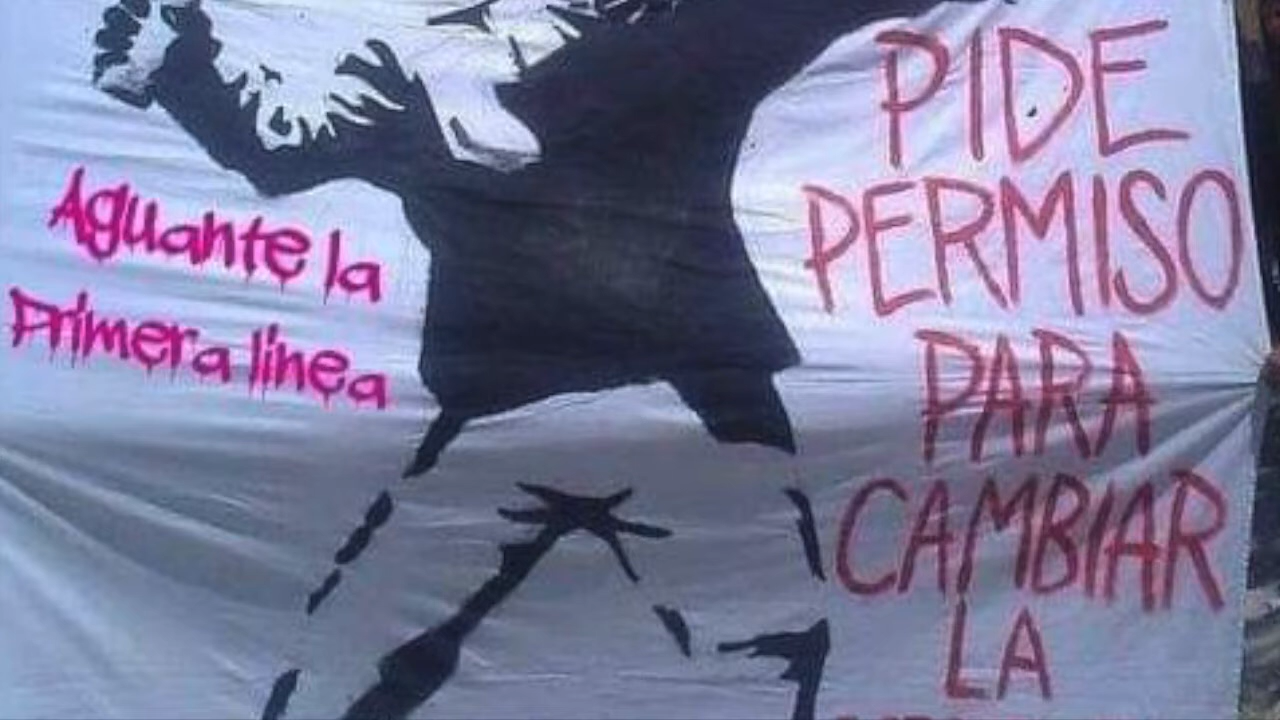 Aguante la
Primera línea
PIDE
PERMISO
PARA
CAMBIAR
LA